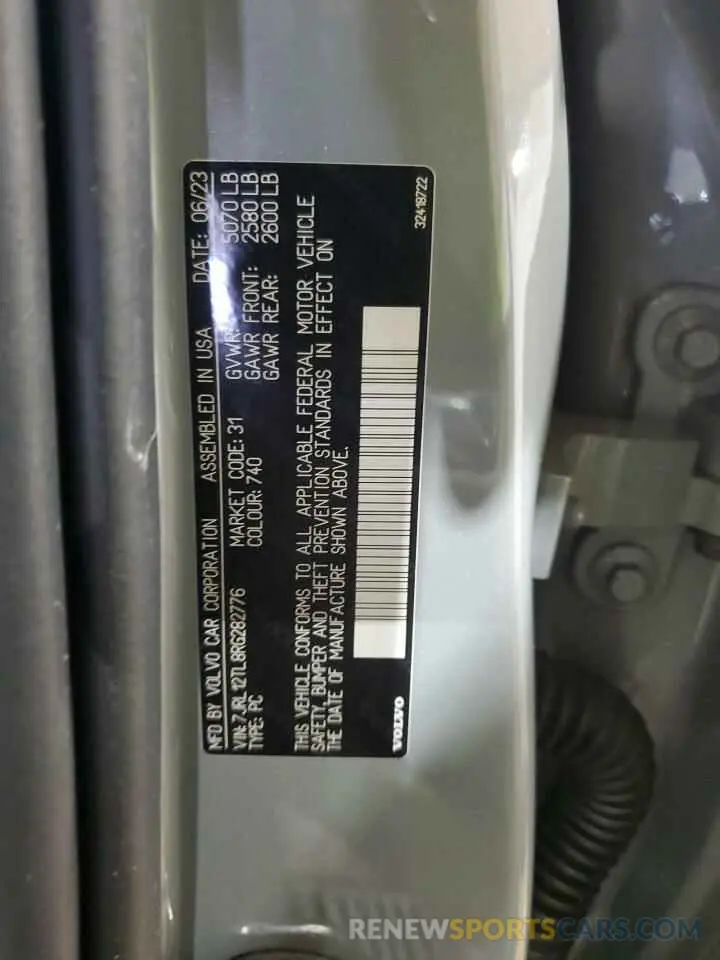 MFD BY VOLVO CAR CORPORATION ASSEMBLED IN USA DATE: 06/23
VIN: 7JRL12TL8RG282776 MARKET CODE: 31 GVWR: 5070 LB
TYPE: PC COLOUR: 740 GAWR FRONT: 2580 LB
GAWR REAR: 2600 LB
THIS VEHICLE CONFORMS TO ALL APPLICABLE FEDERAL MOTOR VEHICLE
SAFETY, BUMPER AND THEFT PREVENTION STANDARDS IN EFFECT ON
THE DATE OF MANUFACTURE SHOWN ABOVE.
VOLVO
32418722
RENEWSPORTSCARS.COM